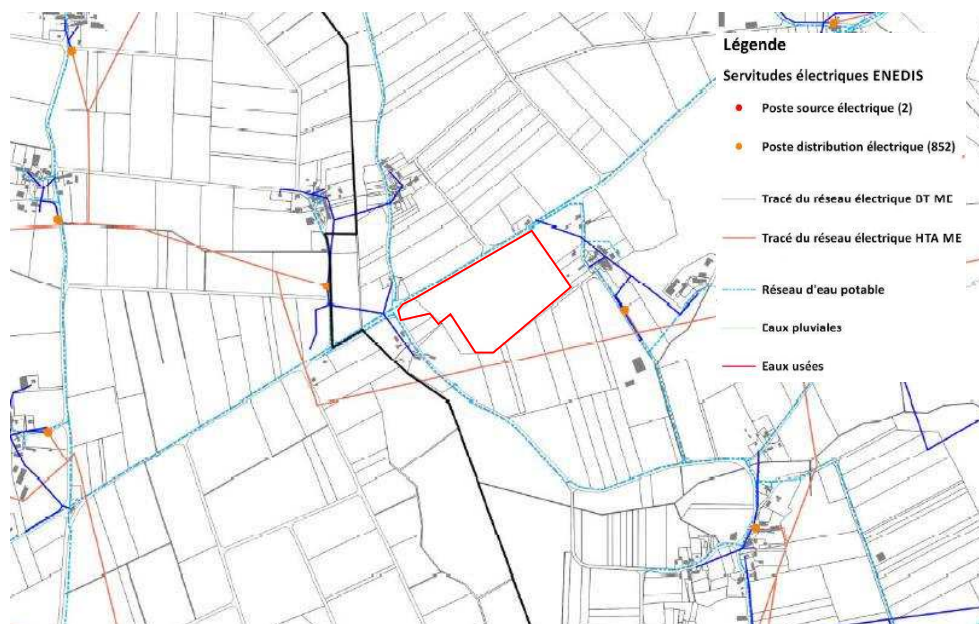 Légende
Servitudes électriques ENEDIS
Poste source électrique (2)
Poste distribution électrique (852)
Tracé du réseau électrique BT ME
Tracé du réseau électrique HTA ME
Réseau d'eau potable
Eaux pluviales
Eaux usées